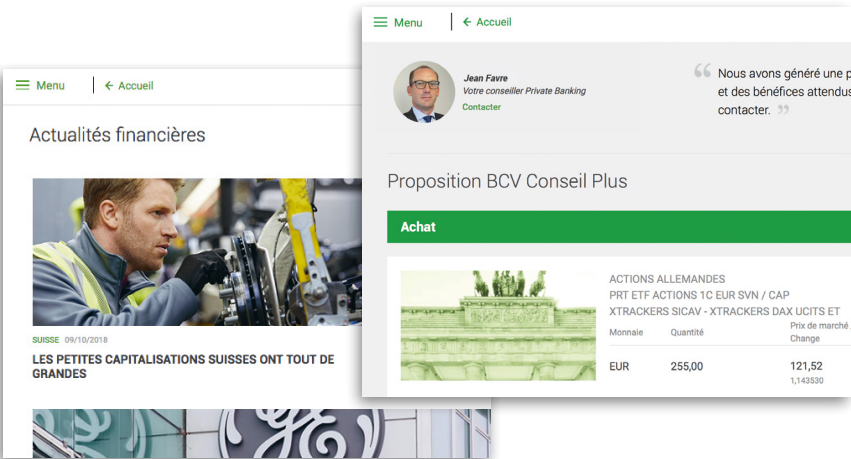 Menu
← Accueil
Actualités financières
SUISSE 09/10/2018
LES PETITES CAPITALISATIONS SUISSES ONT TOUT DE
GRANDES
Menu
← Accueil
Jean Favre
Votre conseiller Private Banking
Contacter
“ Nous avons généré une p
et des bénéfices attendus
contacter. ”
Proposition BCV Conseil Plus
Achat
ACTIONS ALLEMANDES
PRT ETF ACTIONS 1C EUR SVN / CAP
XTRACKERS SICAV - XTRACKERS DAX UCITS ET
Monnaie Quantité Prix de marché
Change
EUR 255,00 121,52
1,143530